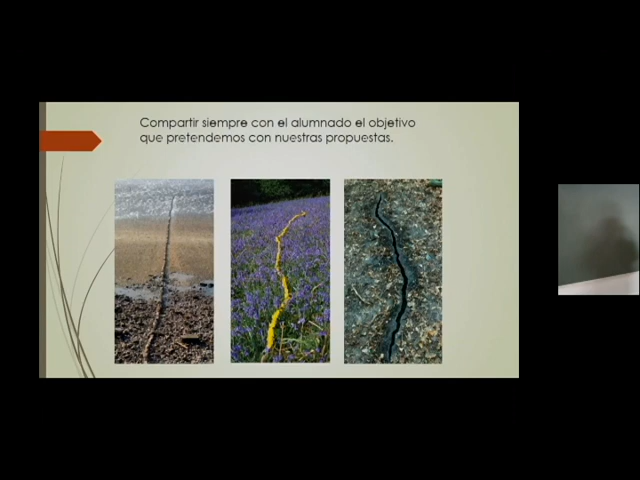 Compartir siempre con el alumnado el objetivo
que pretendemos con nuestras propuestas.